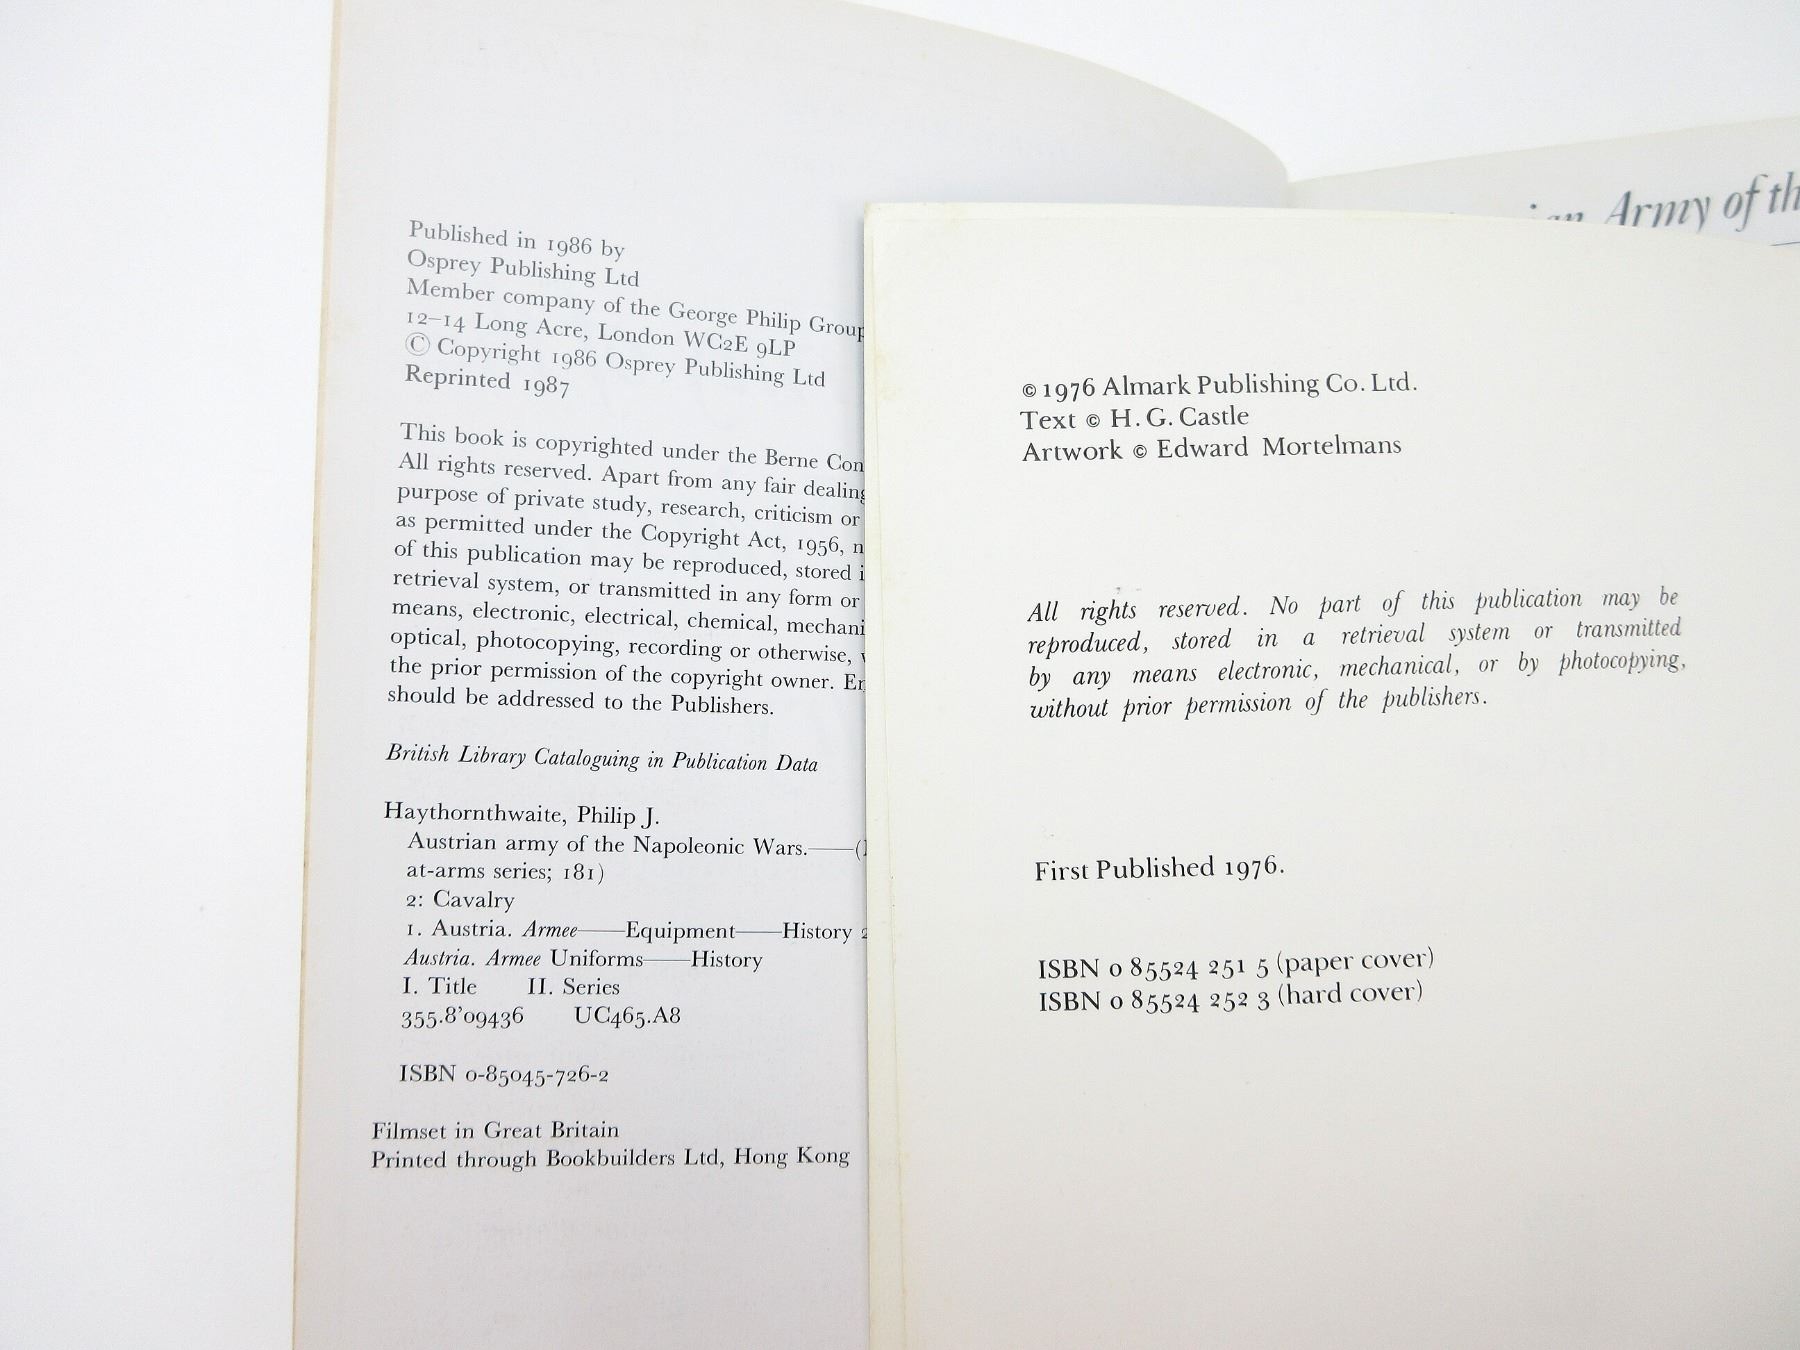 Published in 1986 by
Osprey Publishing Ltd
Member company of the George Philip Group
12–14 Long Acre, London WC2E 9LP
© Copyright 1986 Osprey Publishing Ltd
Reprinted 1987
This book is copyrighted under the Berne Con
All rights reserved. Apart from any fair dealing
purpose of private study, research, criticism or
as permitted under the Copyright Act, 1956, n
of this publication may be reproduced, stored i
retrieval system, or transmitted in any form or
means, electronic, electrical, chemical, mechani
optical, photocopying, recording or otherwise,
the prior permission of the copyright owner. En
should be addressed to the Publishers.
British Library Cataloguing in Publication Data
Haythornthwaite, Philip J.
Austrian army of the Napoleonic Wars.——(
at-arms series; 181)
2: Cavalry
1. Austria. Armee——Equipment——History 2
Austria. Armee Uniforms——History
I. Title II. Series
355.8'09436 UC465.A8
ISBN 0-85045-726-2
Filmset in Great Britain
Printed through Bookbuilders Ltd, Hong Kong
ian Army of th
© 1976 Almark Publishing Co. Ltd.
Text © H. G. Castle
Artwork © Edward Mortelmans
All rights reserved. No part of this publication may be
reproduced, stored in a retrieval system or transmitted
by any means electronic, mechanical, or by photocopying,
without prior permission of the publishers.
First Published 1976.
ISBN 0 85524 251 5 (paper cover)
ISBN 0 85524 252 3 (hard cover)